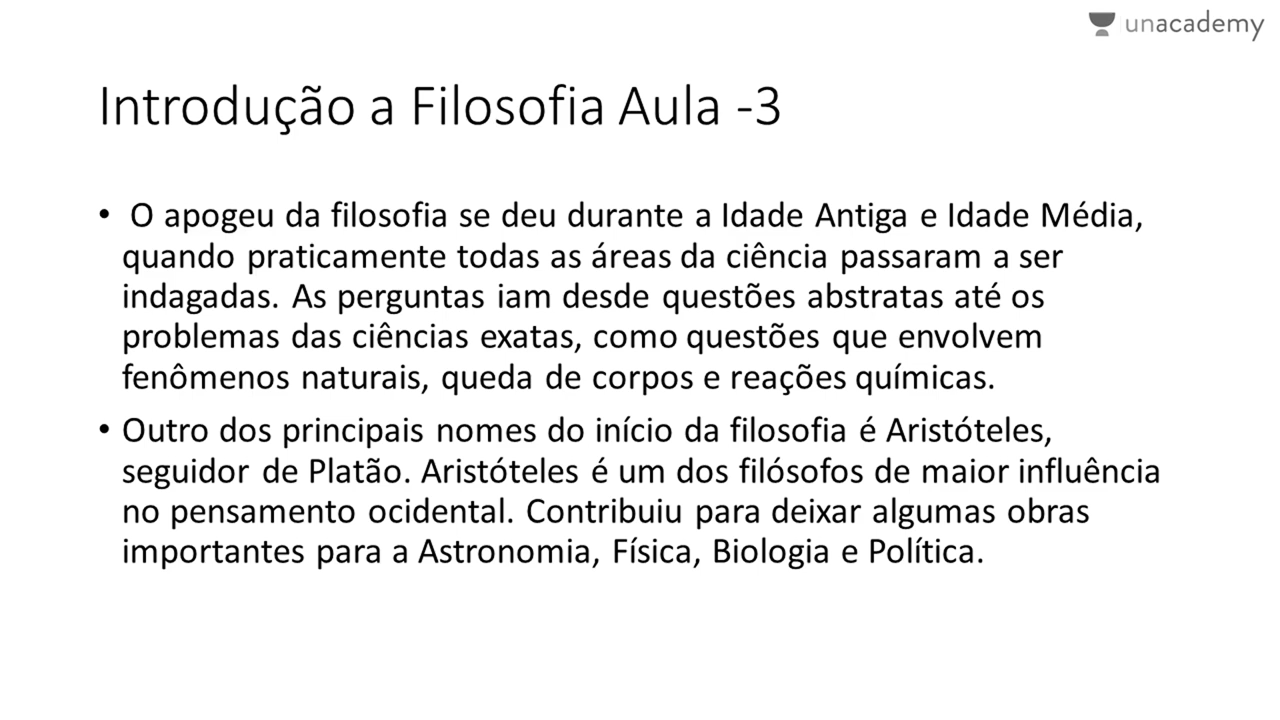 unacademy
Introdução a Filosofia Aula -3
• O apogeu da filosofia se deu durante a Idade Antiga e Idade Média,
quando praticamente todas as áreas da ciência passaram a ser
indagadas. As perguntas iam desde questões abstratas até os
problemas das ciências exatas, como questões que envolvem
fenômenos naturais, queda de corpos e reações químicas.
• Outro dos principais nomes do início da filosofia é Aristóteles,
seguidor de Platão. Aristóteles é um dos filósofos de maior influência
no pensamento ocidental. Contribuiu para deixar algumas obras
importantes para a Astronomia, Física, Biologia e Política.